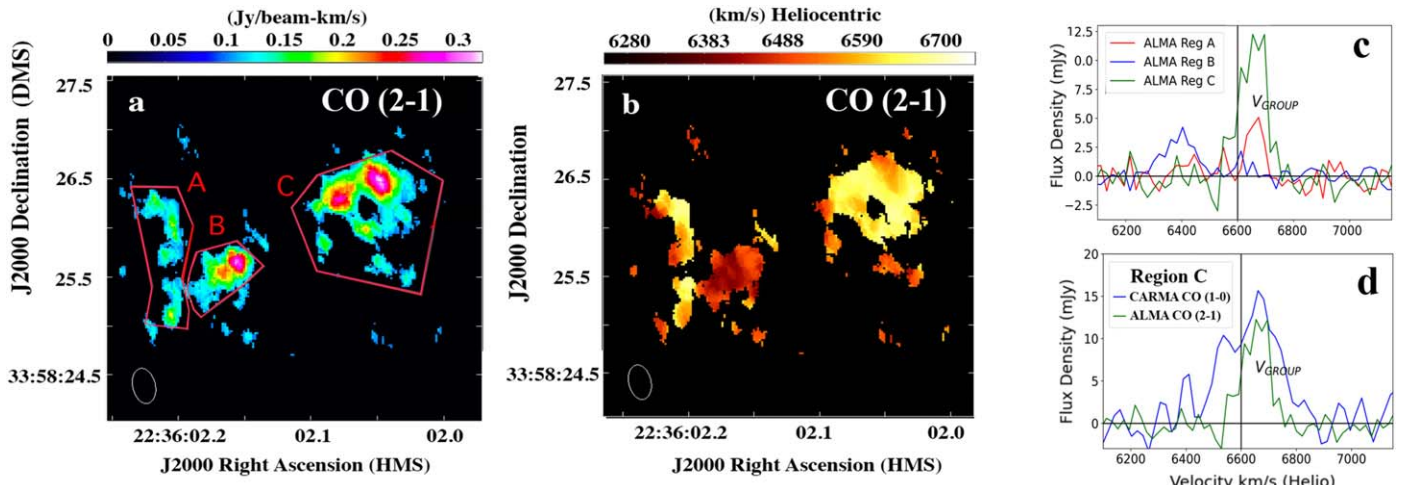 (Jy/beam-km/s)
0 0.05 0.1 0.15 0.2 0.25 0.3
J2000 Declination (DMS)
27.5
26.5
25.5
33:58:24.5
a
CO (2-1)
A
B
C
22:36:02.2 02.1 02.0
J2000 Right Ascension (HMS)
(km/s) Heliocentric
6280 6383 6488 6590 6700
J2000 Declination
27.5
26.5
25.5
33:58:24.5
b
CO (2-1)
22:36:02.2 02.1 02.0
J2000 Right Ascension (HMS)
c
ALMA Reg A
ALMA Reg B
ALMA Reg C
VGROUP
Flux Density (mJy)
12.5
0.0
7.5
5.0
2.5
0.0
−2.5
6200 6400 6600 6800 7000
d
Region C
CARMA CO (1-0)
ALMA CO (2-1)
VGROUP
Flux Density (mJy)
20
15
10
5
0
6200 6400 6600 6800 7000
Velocity km/s (Helio)